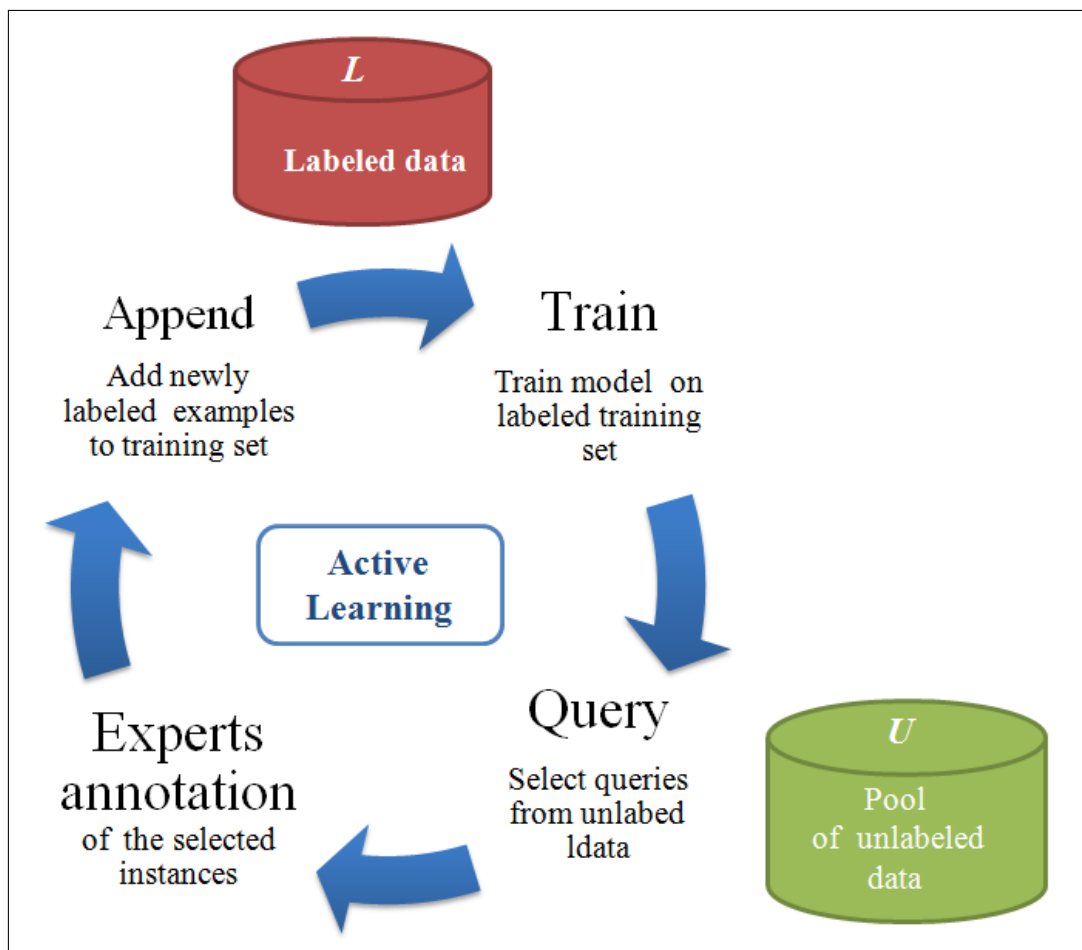 L
Labeled data
Append
Add newly
labeled examples
to training set
Train
Train model on
labeled training
set
Active
Learning
Query
Select queries
from unlabed
ldata
U
Pool
of unlabeled
data
Experts
annotation
of the selected
instances